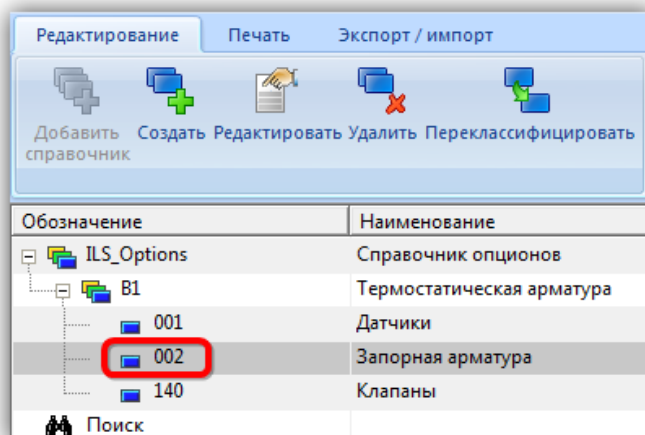 Редактирование Печать Экспорт / импорт
Добавить справочник Создать Редактировать Удалить Переклассифицировать
Обозначение Наименование
ILS_Options Справочник опционов
B1 Термостатическая арматура
001 Датчики
002 Запорная арматура
140 Клапаны
Поиск